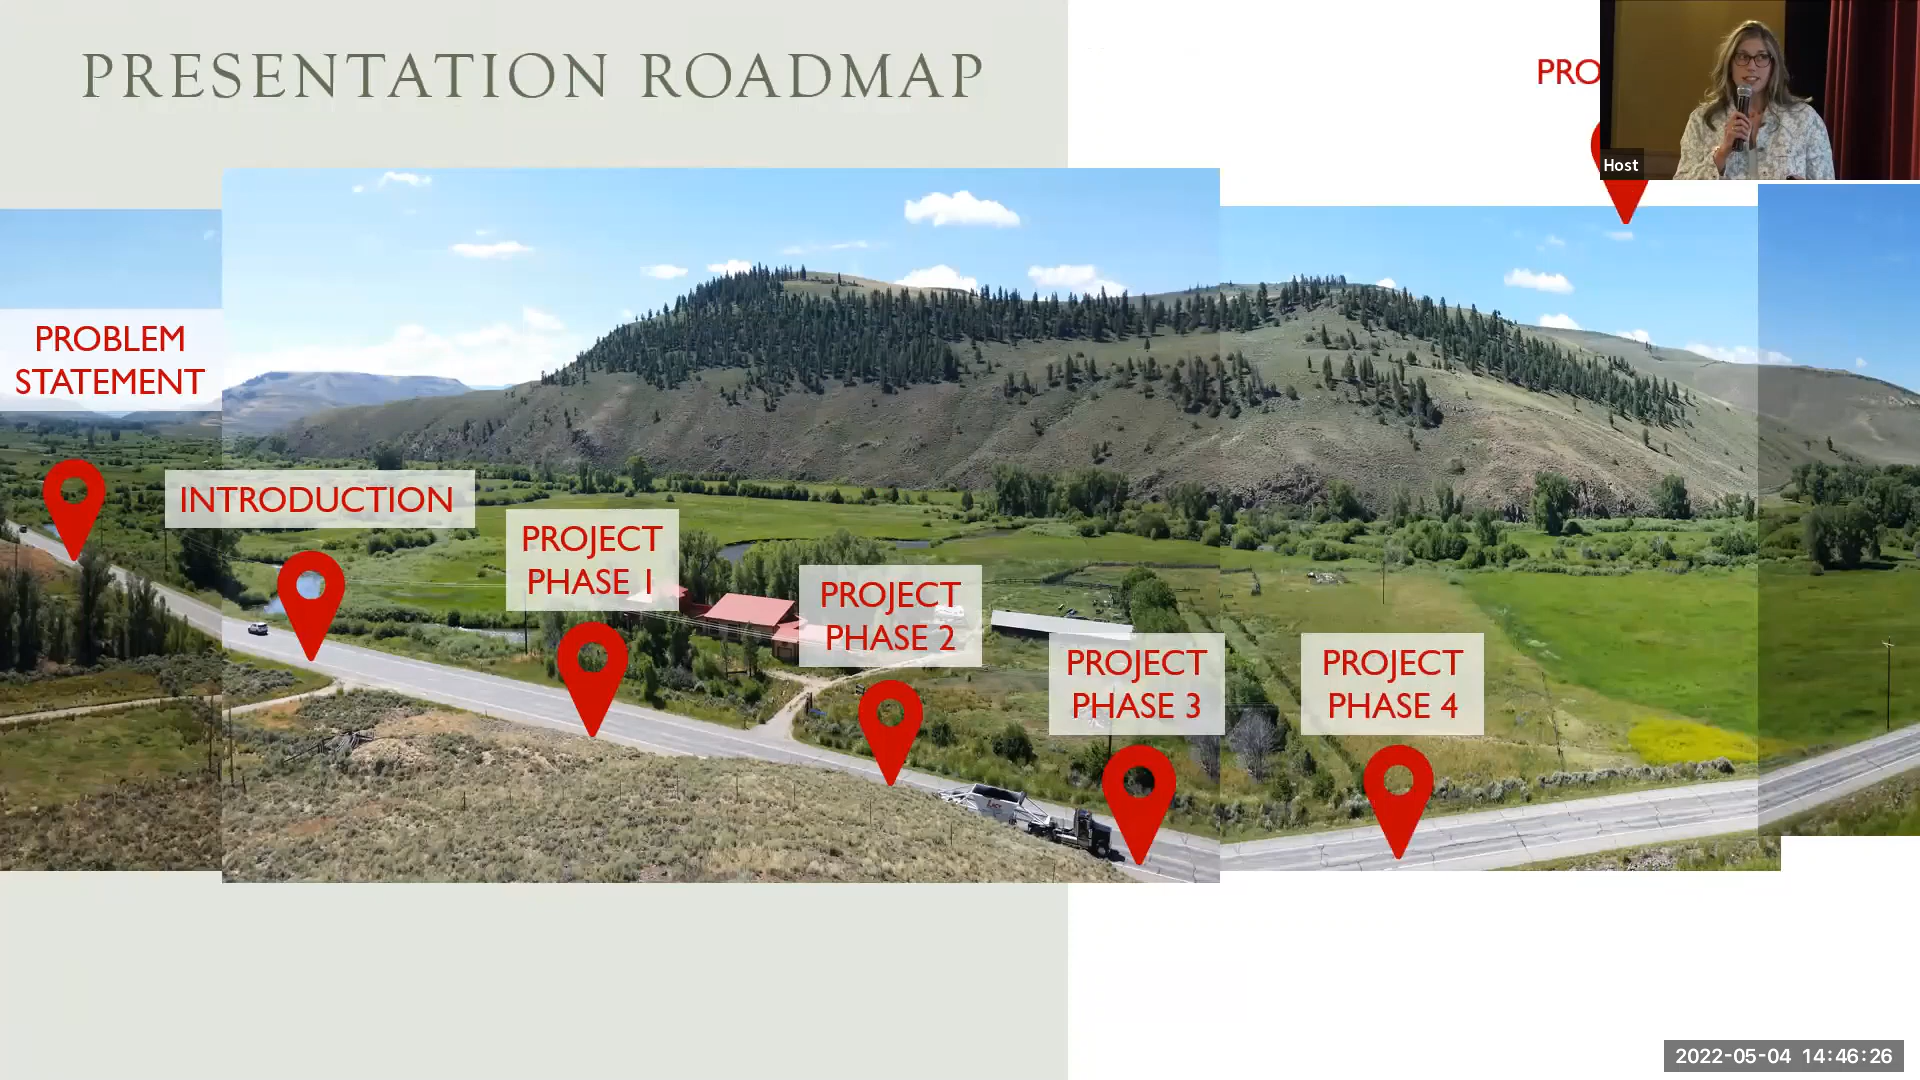 PRESENTATION ROADMAP
PRO
Host
PROBLEM
STATEMENT
INTRODUCTION
PROJECT
PHASE 1
PROJECT
PHASE 2
PROJECT
PHASE 3
PROJECT
PHASE 4
2022-05-04 14:46:26